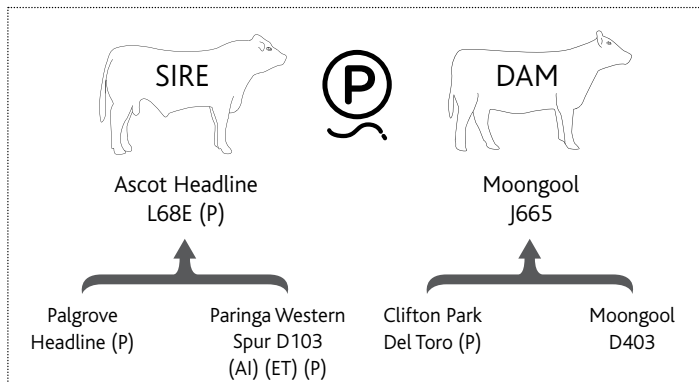 SIRE
P
DAM
Ascot Headline
L68E (P)
Moongool
J665
Palgrove
Headline (P)
Paringa Western
Spur D103
(AI) (ET) (P)
Clifton Park
Del Toro (P)
Moongool
D403